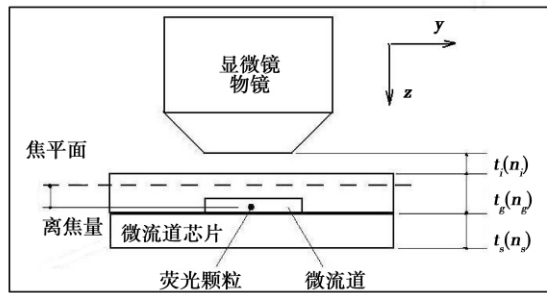 显微镜
物镜
y
z
焦平面
离焦量
微流道芯片
荧光颗粒
微流道
t_i(n_i)
t_g(n_g)
t_s(n_s)